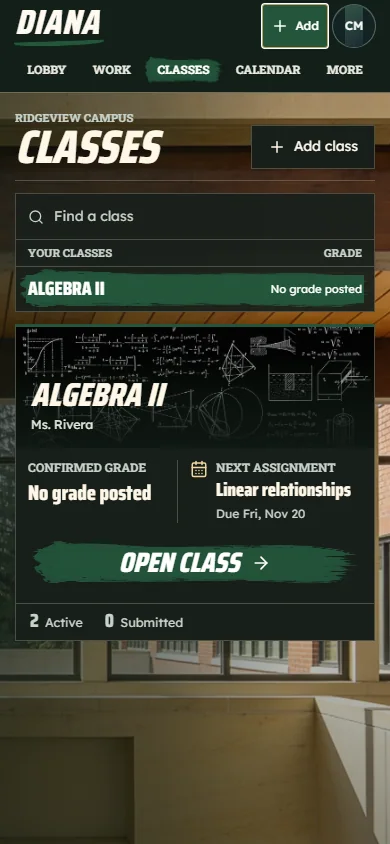 DIANA
+ Add
CM
LOBBY WORK CLASSES CALENDAR MORE
RIDGEVIEW CAMPUS
CLASSES
+ Add class
Find a class
YOUR CLASSES GRADE
ALGEBRA II No grade posted
ALGEBRA II
Ms. Rivera
CONFIRMED GRADE
No grade posted
NEXT ASSIGNMENT
Linear relationships
Due Fri, Nov 20
OPEN CLASS →
2 Active 0 Submitted